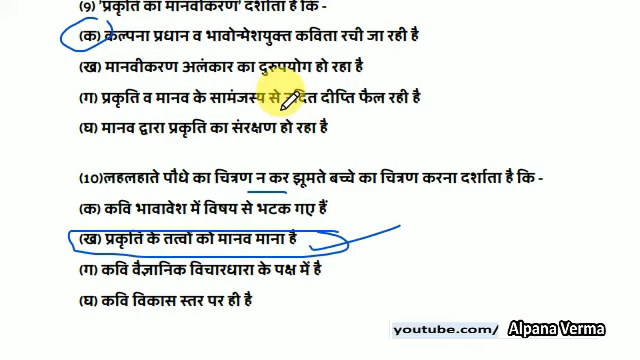 (9) 'प्रकृति का मानवीकरण' दर्शाता है कि -
(क) कल्पना प्रधान व भावोन्मेशयुक्त कविता रची जा रही है
(ख) मानवीकरण अलंकार का दुरुपयोग हो रहा है
(ग) प्रकृति व मानव के सामंजस्य से दीप्ति फैल रही है
(घ) मानव द्वारा प्रकृति का संरक्षण हो रहा है
(10)लहलहाते पौधे का चित्रण न कर झूमते बच्चे का चित्रण करना दर्शाता है कि -
(क) कवि भावावेश में विषय से भटक गए हैं
(ख) प्रकृति के तत्वों को मानव माना है
(ग) कवि वैज्ञानिक विचारधारा के पक्ष में है
(घ) कवि विकास स्तर पर ही है
youtube.com/ Alpana Verma